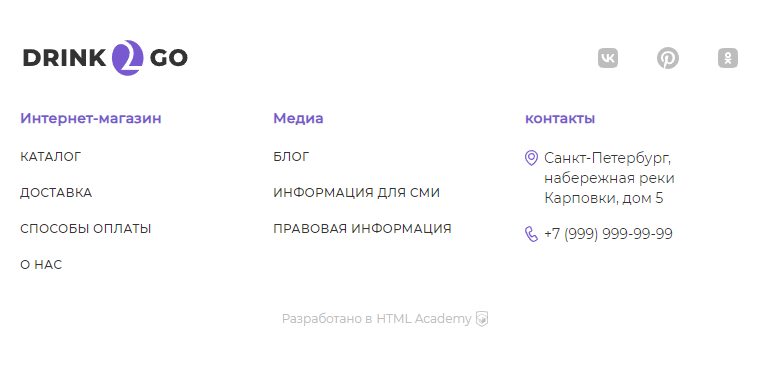 DRINK 2 GO
Интернет-магазин
КАТАЛОГ
ДОСТАВКА
СПОСОБЫ ОПЛАТЫ
О НАС
Медиа
БЛОГ
ИНФОРМАЦИЯ ДЛЯ СМИ
ПРАВОВАЯ ИНФОРМАЦИЯ
контакты
Санкт-Петербург,
набережная реки
Карповки, дом 5
+7 (999) 999-99-99
Разработано в HTML Academy